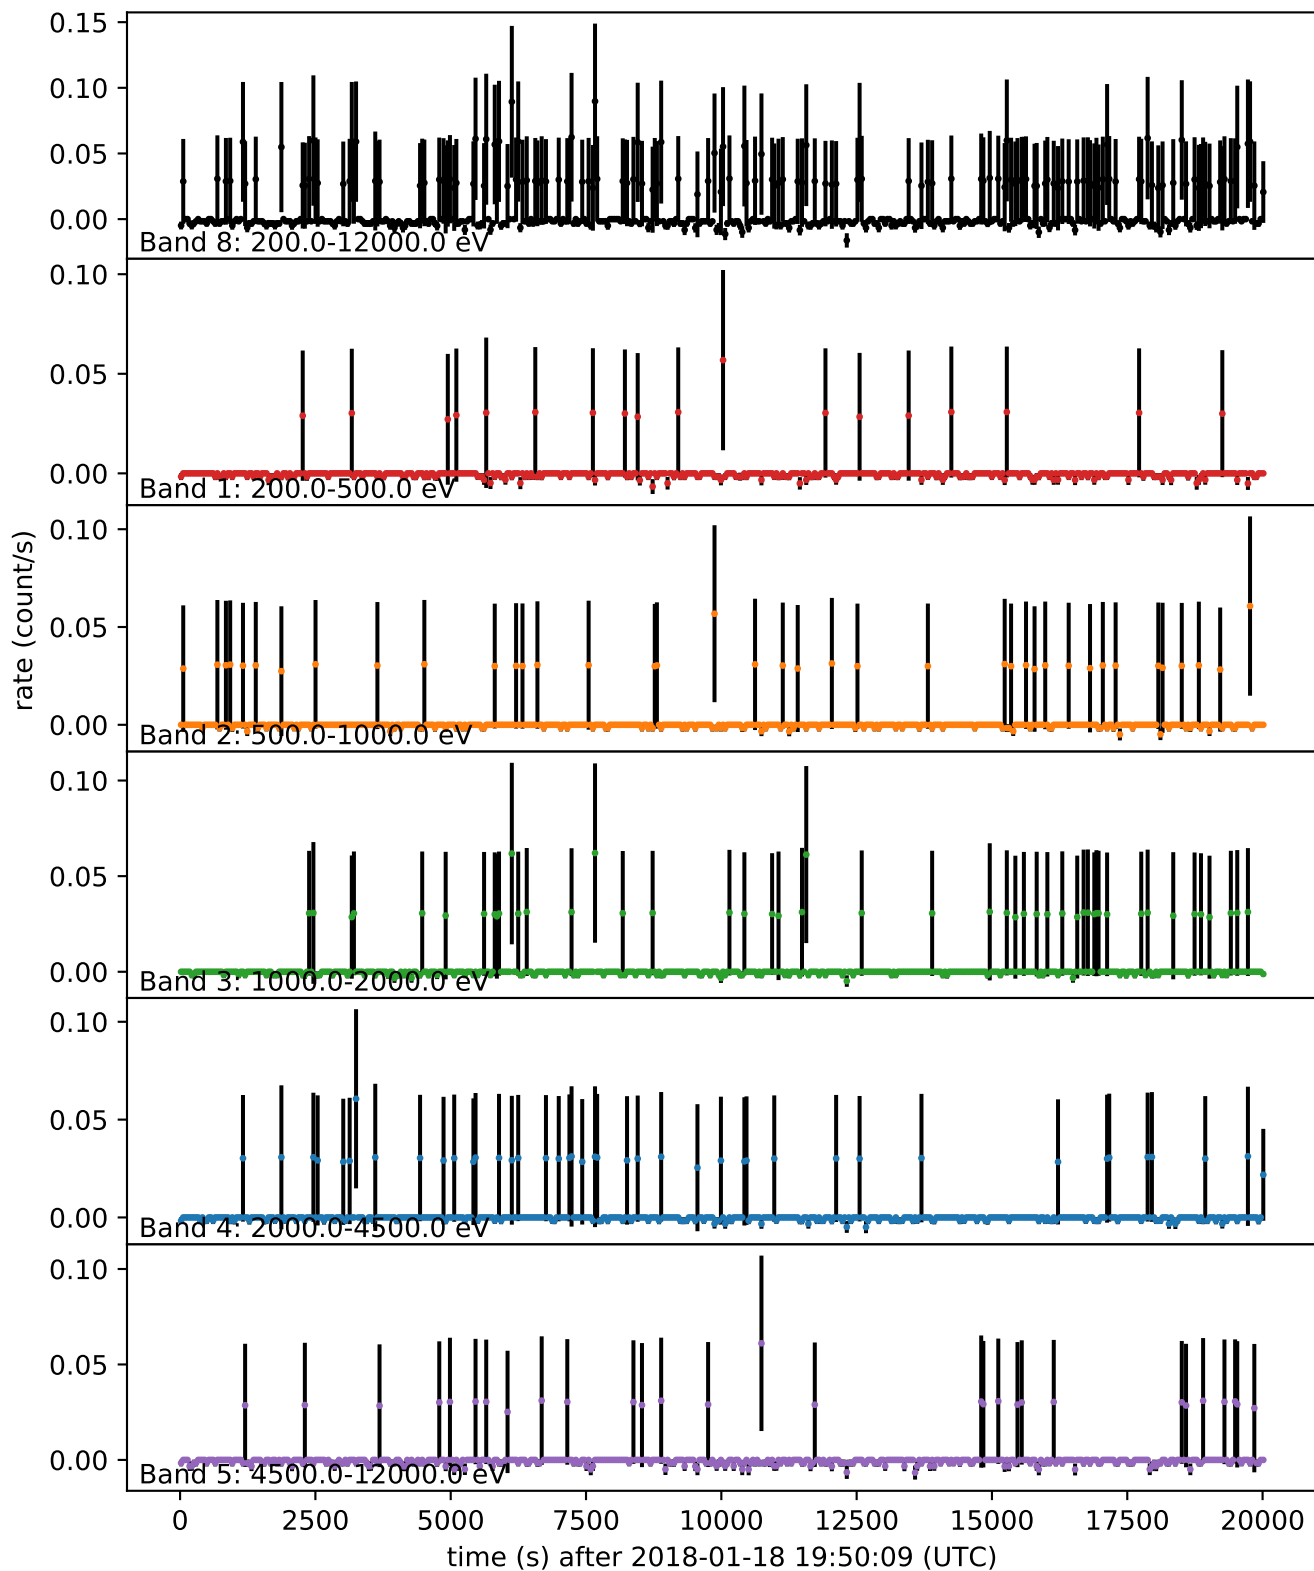 0.15
0.10
0.05
0.00
Band 8: 200.0-12000.0 eV
0.10
0.05
0.00
Band 1: 200.0-500.0 eV
rate (count/s)
0.10
0.05
0.00
Band 2: 500.0-1000.0 eV
0.10
0.05
0.00
Band 3: 1000.0-2000.0 eV
0.10
0.05
0.00
Band 4: 2000.0-4500.0 eV
0.10
0.05
0.00
Band 5: 4500.0-12000.0 eV
0 2500 5000 7500 10000 12500 15000 17500 20000
time (s) after 2018-01-18 19:50:09 (UTC)